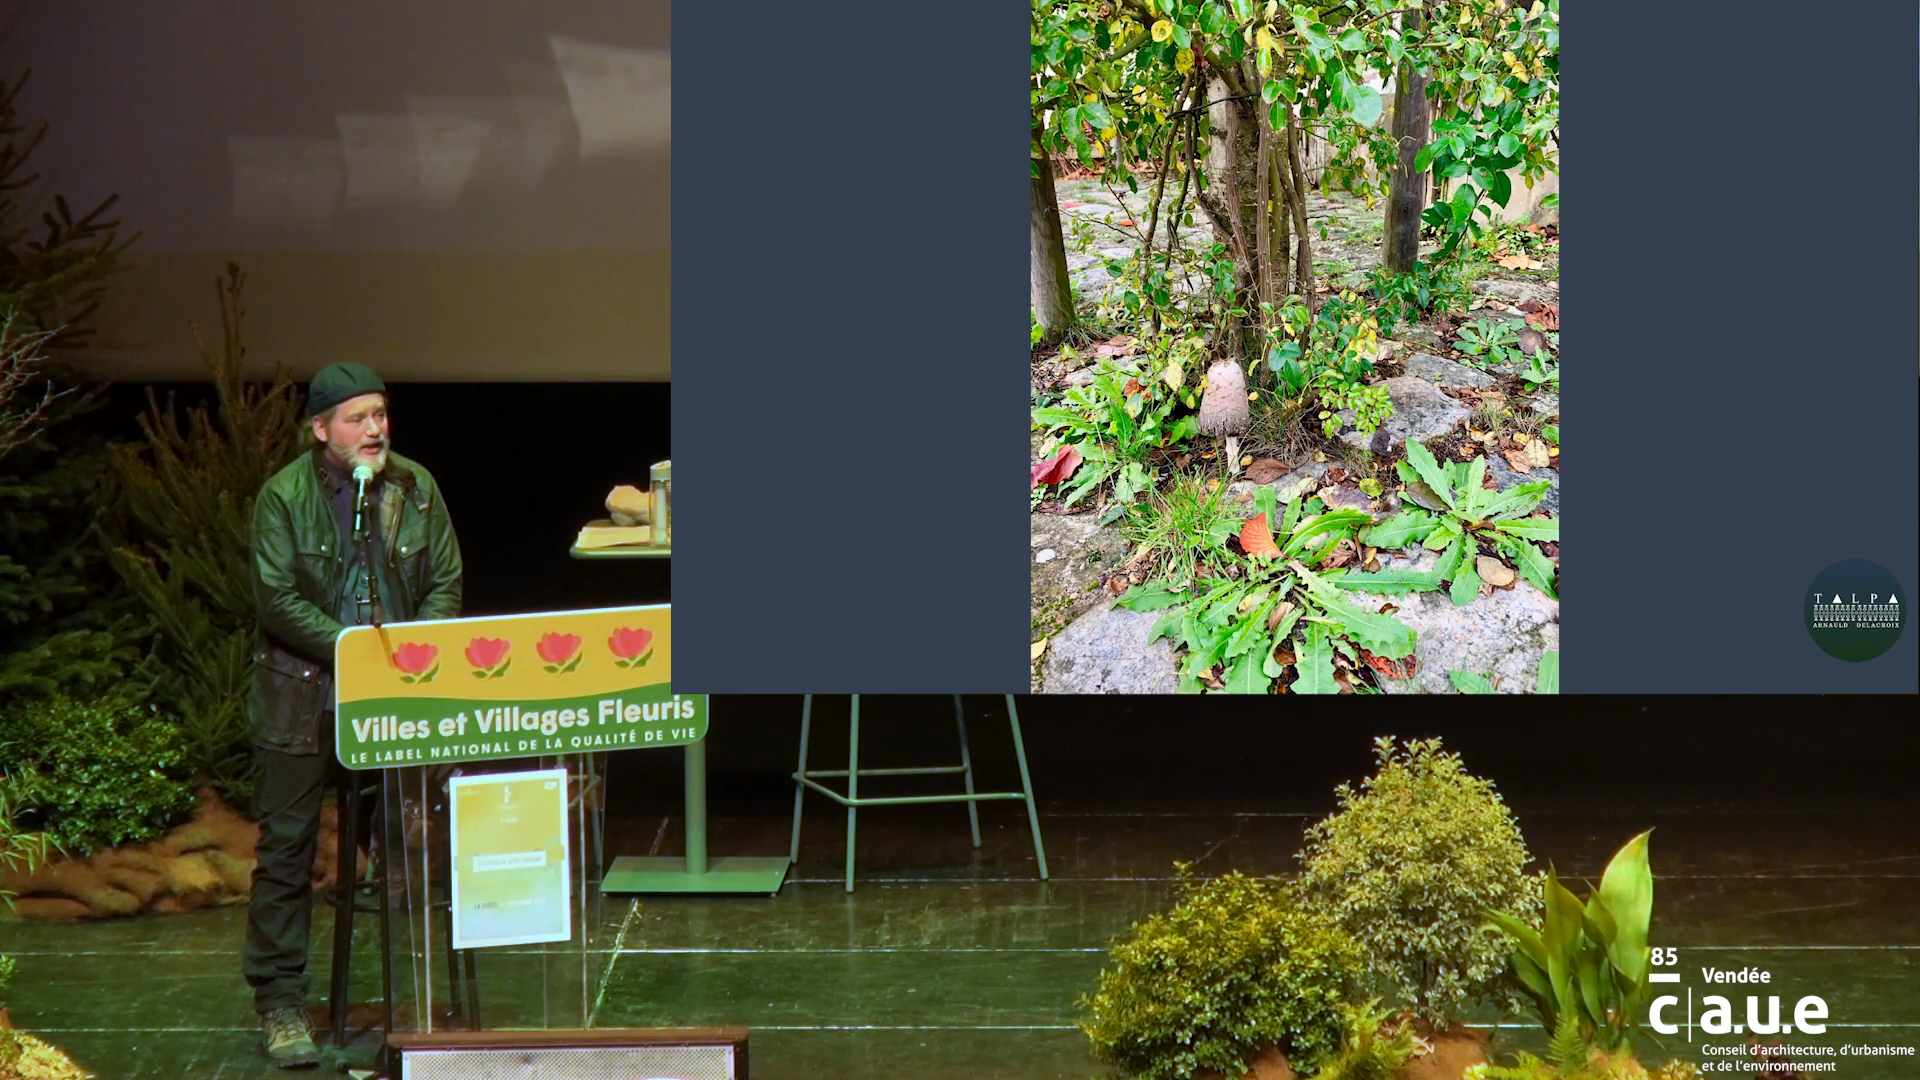 TALPA
ARNAULD DELACROIX
Villes et Villages Fleuris
LE LABEL NATIONAL DE LA QUALITÉ DE VIE
85
Vendée
c|a.u.e
Conseil d'architecture, d'urbanisme
et de l'environnement